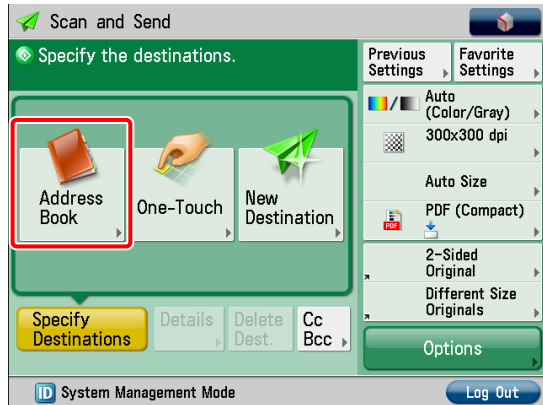 Scan and Send
Specify the destinations.
Previous
Settings
Favorite
Settings
Auto
(Color/Gray)
300x300 dpi
Auto Size
PDF
PDF (Compact)
2-Sided
Original
Different Size
Originals
Options
Address
Book
One-Touch
New
Destination
Specify
Destinations
Details
Delete
Dest.
Cc
Bcc
ID System Management Mode
Log Out